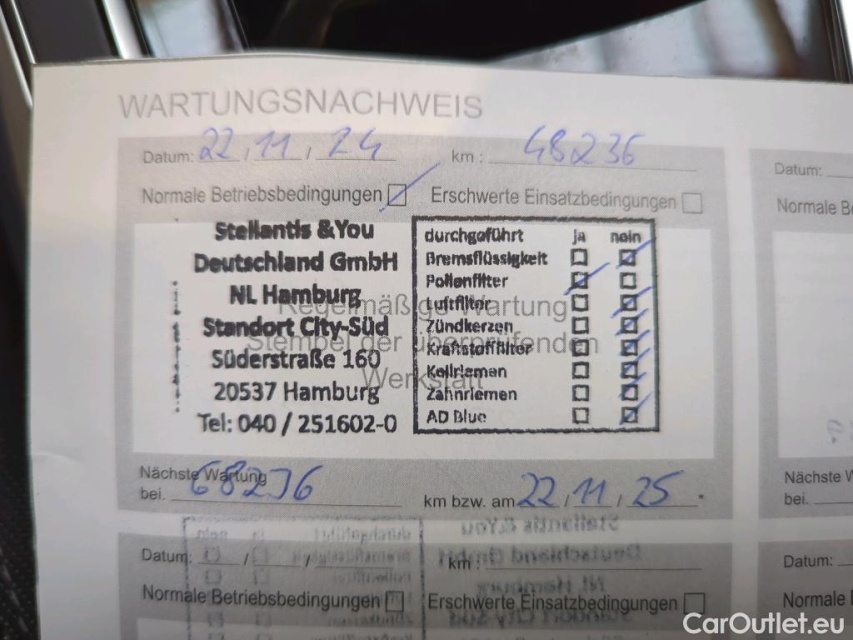 WARTUNGSNACHWEIS
Datum: 22 / 11 / 24 km : 48236
Normale Betriebsbedingungen Erschwerte Einsatzbedingungen
Stellantis &You
Deutschland GmbH
NL Hamburg
Standort City-Süd
Süderstraße 160
20537 Hamburg
Tel: 040 / 251602-0
durchgeführt ja nein
Bremsflüssigkeit
Pollenfilter
Luftfilter
Zündkerzen
Kraftstofffilter
Keilriemen
Zahnriemen
AD Blue
Regelmäßige Wartung
Stempel der überprüfenden
Werkstatt
Nächste Wartung
bei. 68236 km bzw. am 22 / 11 / 25 .
Datum: / / km :
Normale Betriebsbedingungen Erschwerte Einsatzbedingungen
Datum:
Normale
Nächste
bei.
Datum:
Normale
CarOutlet.eu